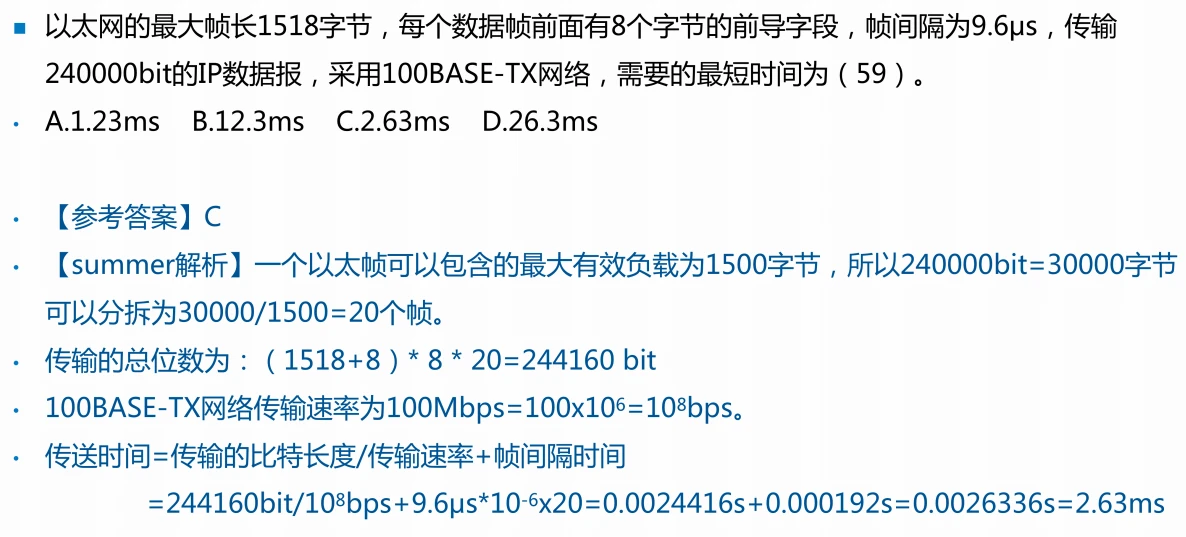 ■ 以太网的最大帧长1518字节，每个数据帧前面有8个字节的前导字段，帧间隔为9.6μs，传输
240000bit的IP数据报，采用100BASE-TX网络，需要的最短时间为（59）。
• A.1.23ms B.12.3ms C.2.63ms D.26.3ms
• 【参考答案】C
• 【summer解析】一个以太帧可以包含的最大有效负载为1500字节，所以240000bit=30000字节
可以分拆为30000/1500=20个帧。
• 传输的总位数为：（1518+8）* 8 * 20=244160 bit
• 100BASE-TX网络传输速率为100Mbps=100x10⁶=10⁸bps。
• 传送时间=传输的比特长度/传输速率+帧间隔时间
=244160bit/10⁸bps+9.6μs*10⁻⁶x20=0.0024416s+0.000192s=0.0026336s=2.63ms